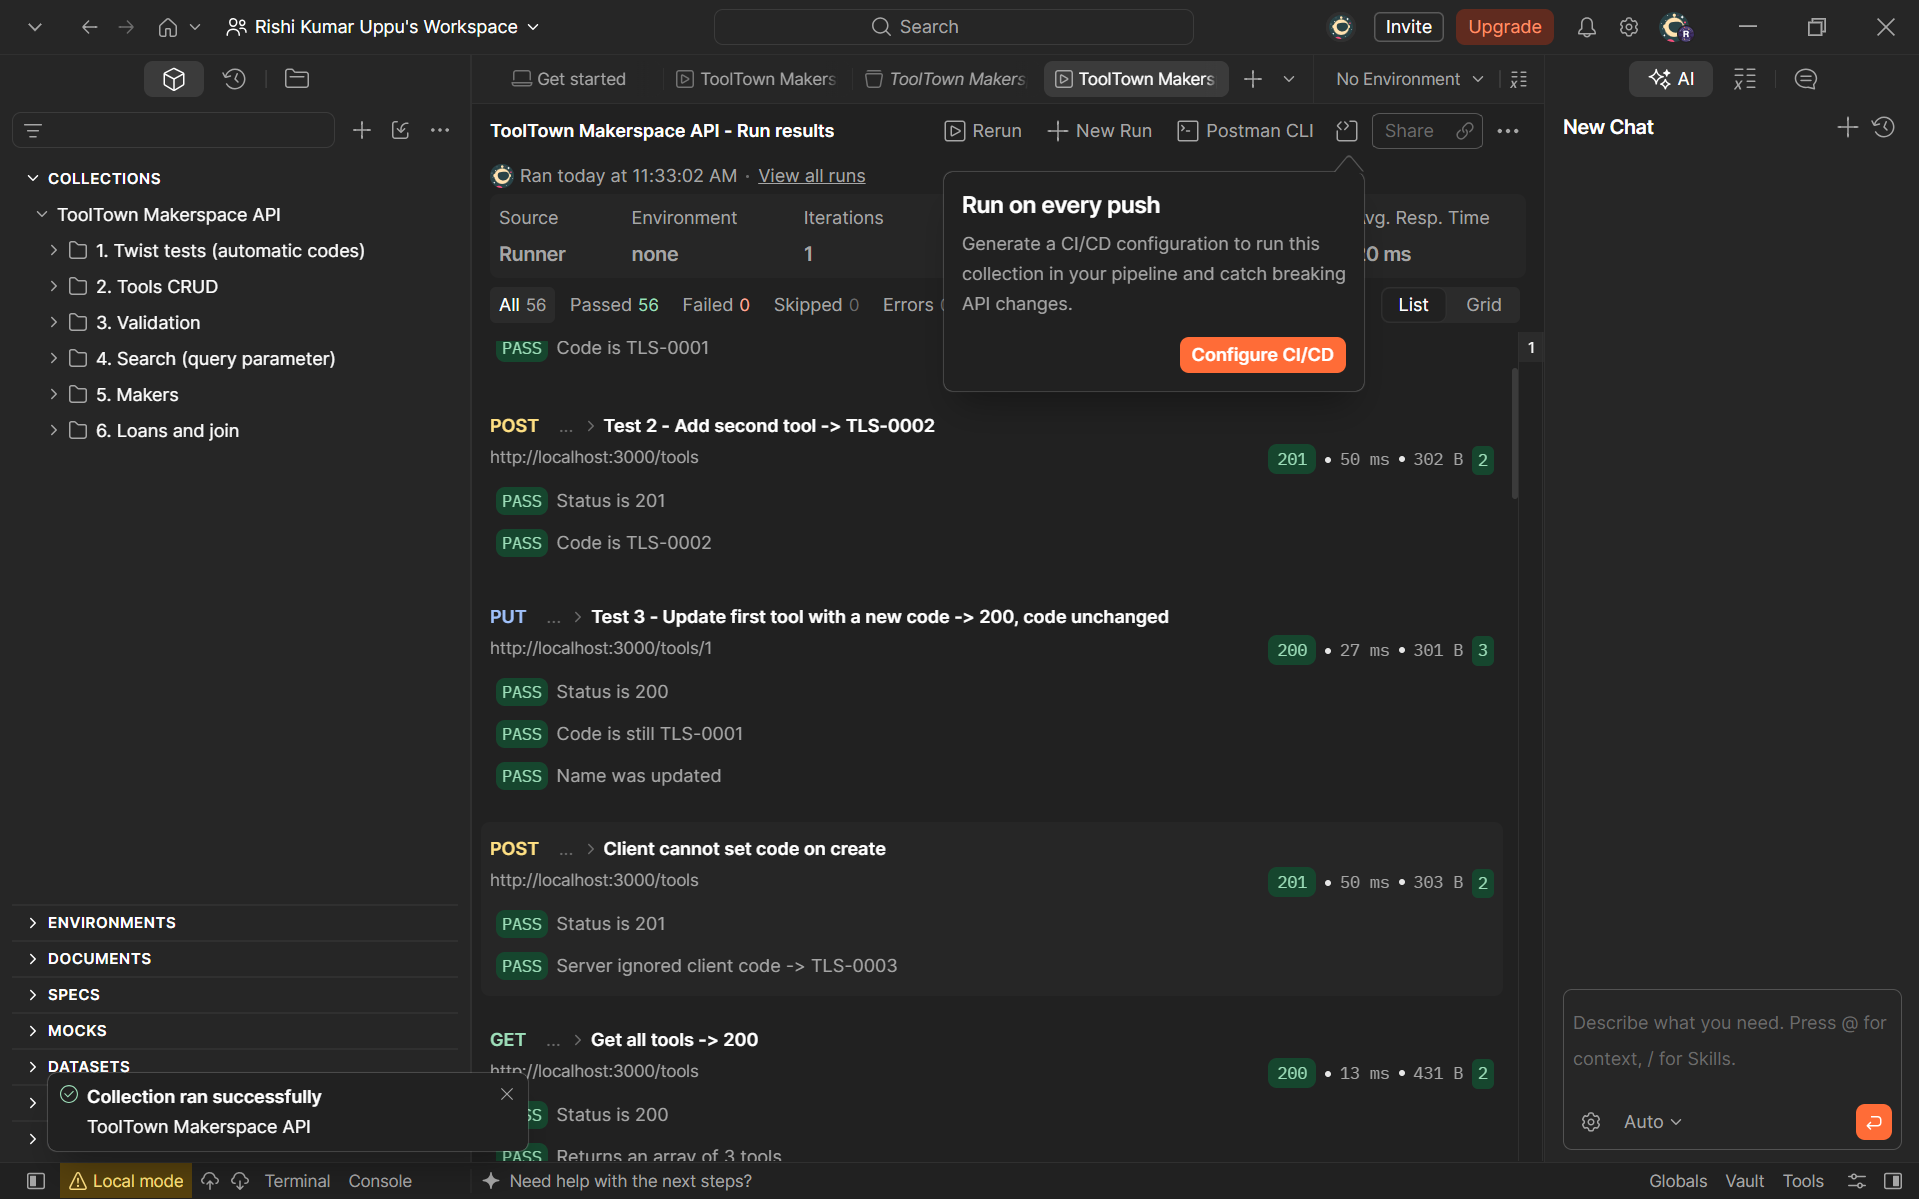 Rishi Kumar Uppu's Workspace
Search
Invite
Upgrade
Get started
ToolTown Makers
ToolTown Makers
ToolTown Makers
No Environment
AI
COLLECTIONS
ToolTown Makerspace API
1. Twist tests (automatic codes)
2. Tools CRUD
3. Validation
4. Search (query parameter)
5. Makers
6. Loans and join
ENVIRONMENTS
DOCUMENTS
SPECS
MOCKS
DATASETS
Collection ran successfully
ToolTown Makerspace API
ToolTown Makerspace API - Run results
Rerun
New Run
Postman CLI
Share
Ran today at 11:33:02 AM · View all runs
Source Environment Iterations vg. Resp. Time
Runner none 1 0 ms
Run on every push
Generate a CI/CD configuration to run this
collection in your pipeline and catch breaking
API changes.
Configure CI/CD
All 56 Passed 56 Failed 0 Skipped 0 Errors
List Grid
1
PASS Code is TLS-0001
POST ... > Test 2 - Add second tool -> TLS-0002
http://localhost:3000/tools
201 • 50 ms • 302 B 2
PASS Status is 201
PASS Code is TLS-0002
PUT ... > Test 3 - Update first tool with a new code -> 200, code unchanged
http://localhost:3000/tools/1
200 • 27 ms • 301 B 3
PASS Status is 200
PASS Code is still TLS-0001
PASS Name was updated
POST ... > Client cannot set code on create
http://localhost:3000/tools
201 • 50 ms • 303 B 2
PASS Status is 201
PASS Server ignored client code -> TLS-0003
GET ... > Get all tools -> 200
http://localhost:3000/tools
200 • 13 ms • 431 B 2
SS Status is 200
PASS Returns an array of 3 tools
New Chat
Describe what you need. Press @ for
context, / for Skills.
Auto
Local mode
Terminal
Console
Need help with the next steps?
Globals
Vault
Tools